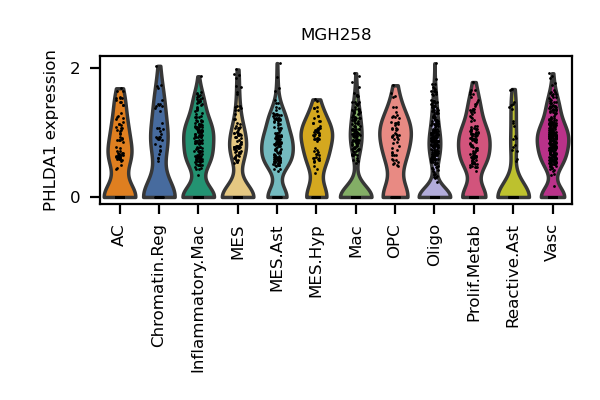 MGH258
PHLDA1 expression
2
0
AC
Chromatin.Reg
Inflammatory.Mac
MES
MES.Ast
MES.Hyp
Mac
OPC
Oligo
Prolif.Metab
Reactive.Ast
Vasc